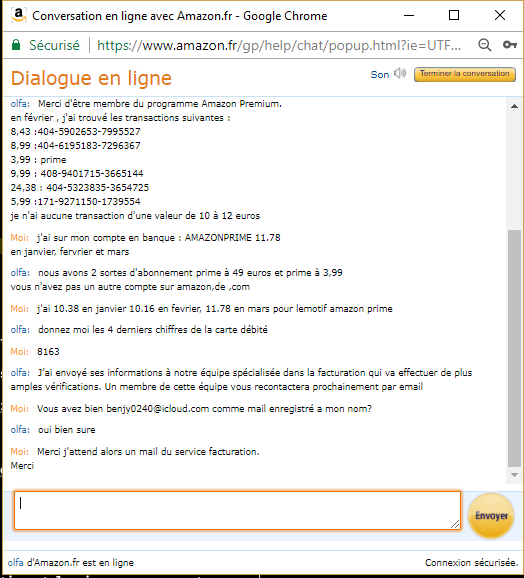 Conversation en ligne avec Amazon.fr - Google Chrome
Sécurisé https://www.amazon.fr/gp/help/chat/popup.html?ie=UTF...
Dialogue en ligne
Son
Terminer la conversation
olfa: Merci d'être membre du programme Amazon Premium.
en février , j'ai trouvé les transactions suivantes :
8,43 :404-5902653-7995527
8,99 :404-6195183-7296367
3,99 : prime
9,99 : 408-9401715-3665144
24,38 : 404-5323835-3654725
5,99 :171-9271150-1739554
je n'ai aucune transaction d'une valeur de 10 à 12 euros
Moi: j'ai sur mon compte en banque : AMAZONPRIME 11.78
en janvier, fervrier et mars
olfa: nous avons 2 sortes d'abonnement prime à 49 euros et prime à 3,99
vous n'avez pas un autre compte sur amazon,de ,com
Moi: j'ai 10.38 en janvier 10.16 en fevrier, 11.78 en mars pour lemotif amazon prime
olfa: donnez moi les 4 derniers chiffres de la carte débité
Moi: 8163
olfa: J'ai envoyé ses informations à notre équipe spécialisée dans la facturation qui va effectuer de plus
amples vérifications. Un membre de cette équipe vous recontactera prochainement par email
Moi: Vous avez bien benjy0240@icloud.com comme mail enregistré a mon nom?
olfa: oui bien sure
Moi: Merci j'attend alors un mail du service facturation.
Merci
Envoyer
olfa d'Amazon.fr est en ligne
Connexion sécurisée.